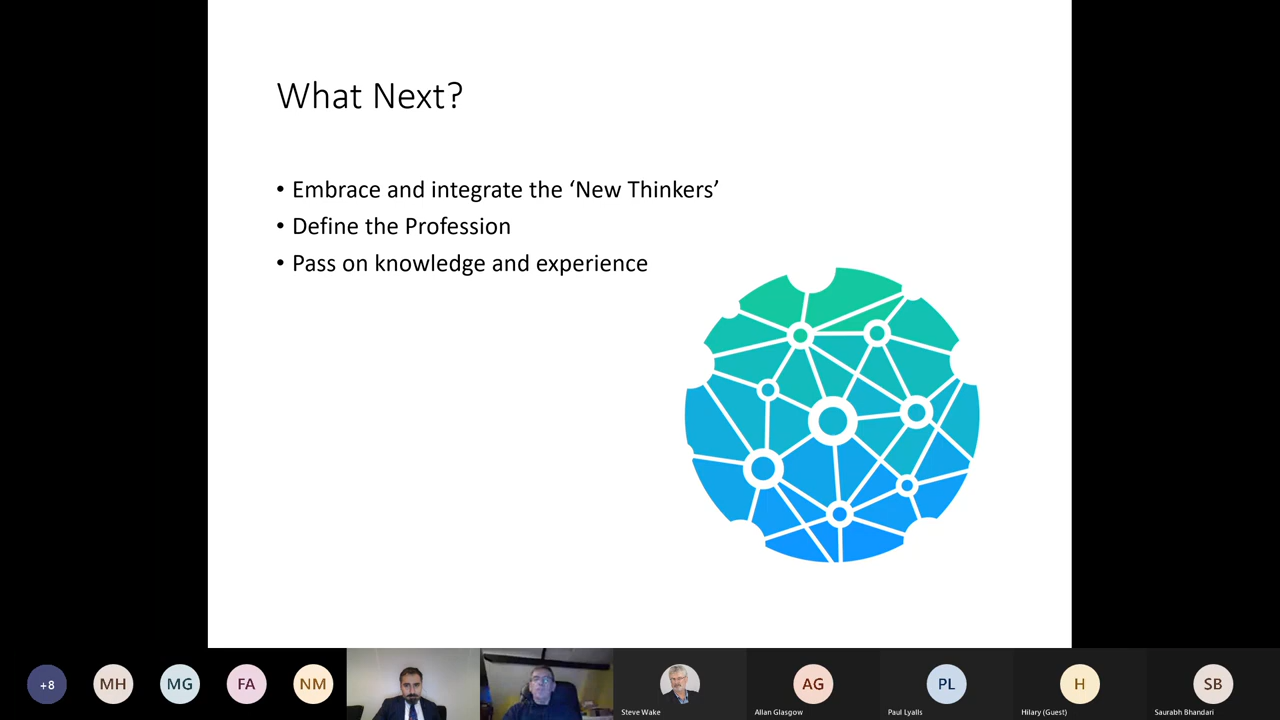 What Next?
• Embrace and integrate the ‘New Thinkers’
• Define the Profession
• Pass on knowledge and experience
+8
MH
MG
FA
NM
Steve Wake
AG
Allan Glasgow
PL
Paul Lyalls
H
Hilary (Guest)
SB
Saurabh Bhandari